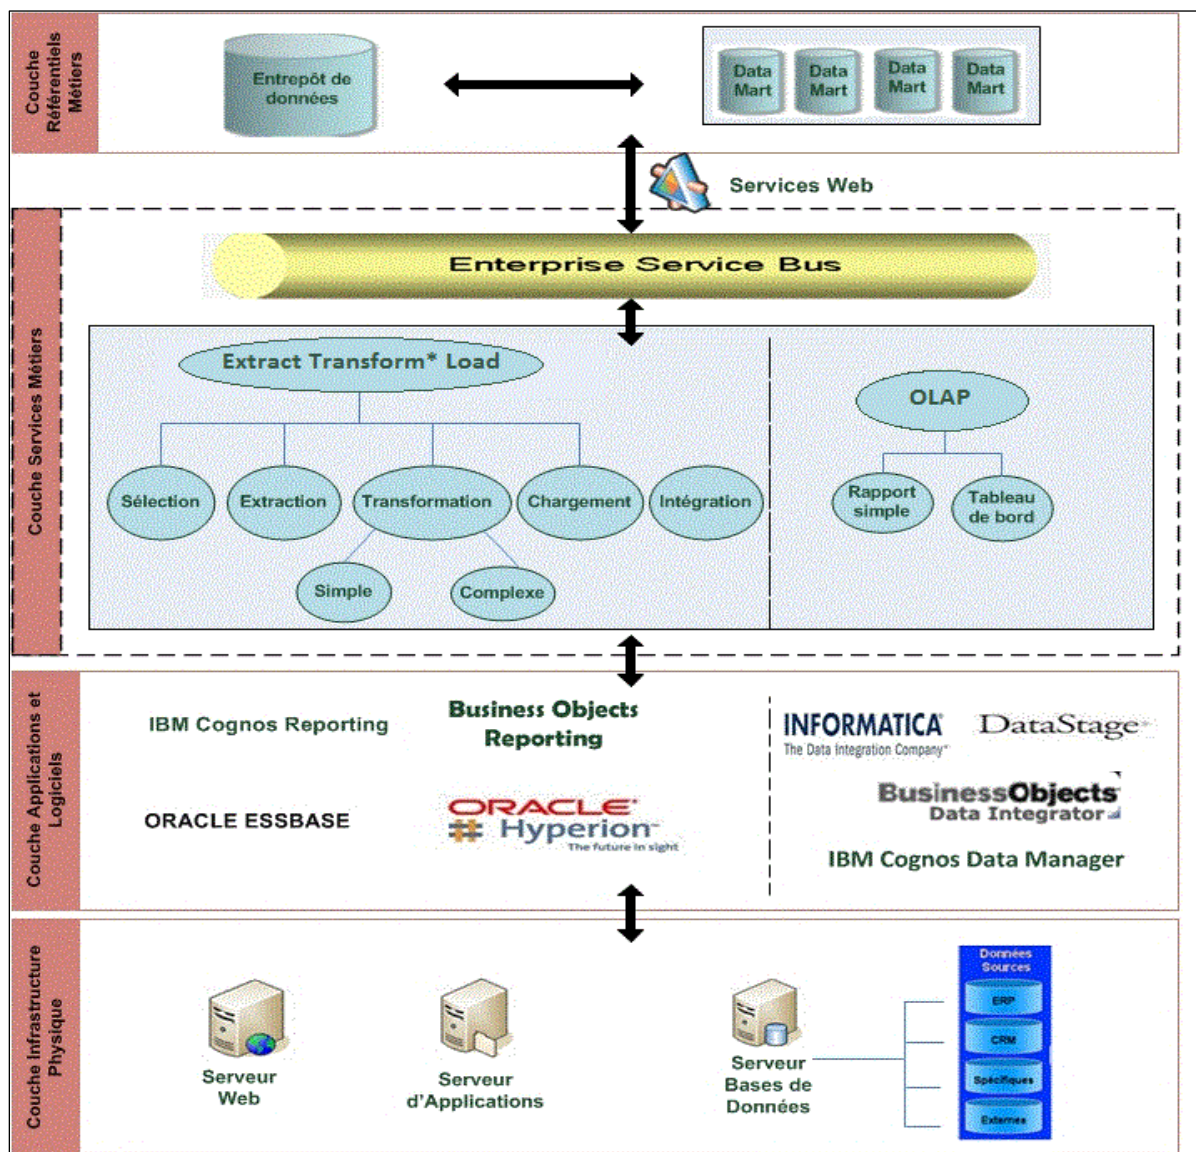 Couche
Référentiels
Métiers
Entrepôt de
données
Data
Mart
Data
Mart
Data
Mart
Data
Mart
Services Web
Couche Services Métiers
Enterprise Service Bus
Extract Transform* Load
Sélection
Extraction
Transformation
Chargement
Intégration
Simple
Complexe
OLAP
Rapport
simple
Tableau
de bord
Couche Applications et
Logiciels
IBM Cognos Reporting
Business Objects
Reporting
ORACLE ESSBASE
ORACLE
Hyperion
The future in sight
INFORMATICA
The Data Integration Company
DataStage
BusinessObjects
Data Integrator
IBM Cognos Data Manager
Couche Infrastructure
Physique
Serveur
Web
Serveur
d'Applications
Serveur
Bases de
Données
Données
Sources
ERP
CRM
Spécifiques
Externes